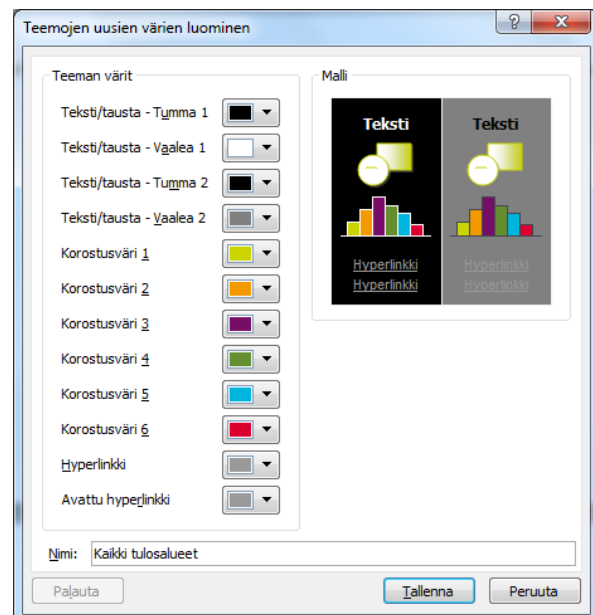 Teemojen uusien värien luominen
Teeman värit
Teksti/tausta - Tumma 1
Teksti/tausta - Vaalea 1
Teksti/tausta - Tumma 2
Teksti/tausta - Vaalea 2
Korostusväri 1
Korostusväri 2
Korostusväri 3
Korostusväri 4
Korostusväri 5
Korostusväri 6
Hyperlinkki
Avattu hyperlinkki
Malli
Teksti Teksti
Hyperlinkki Hyperlinkki
Hyperlinkki Hyperlinkki
Nimi: Kaikki tulosalueet
Palauta Tallenna Peruuta